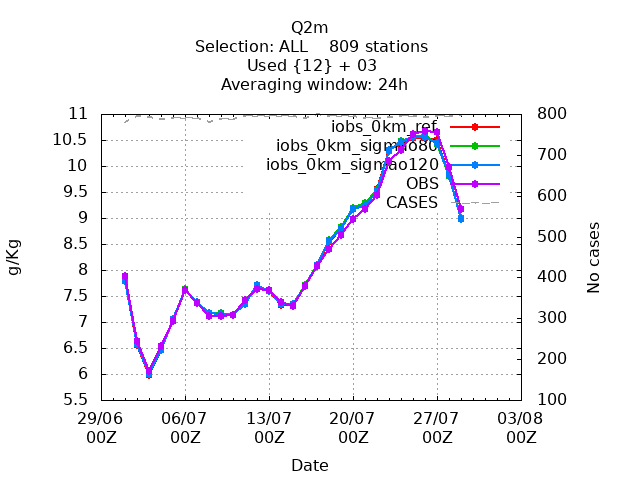 Q2m
Selection: ALL    809 stations
Used {12} + 03
Averaging window: 24h
11
10.5
10
9.5
9
8.5
8
7.5
7
6.5
6
5.5
g/Kg
800
700
600
500
400
300
200
100
No cases
iobs_0km_ref
iobs_0km_sigmao80
iobs_0km_sigmao120
OBS
CASES
29/06 06/07 13/07 20/07 27/07 03/08
00Z 00Z 00Z 00Z 00Z 00Z
Date